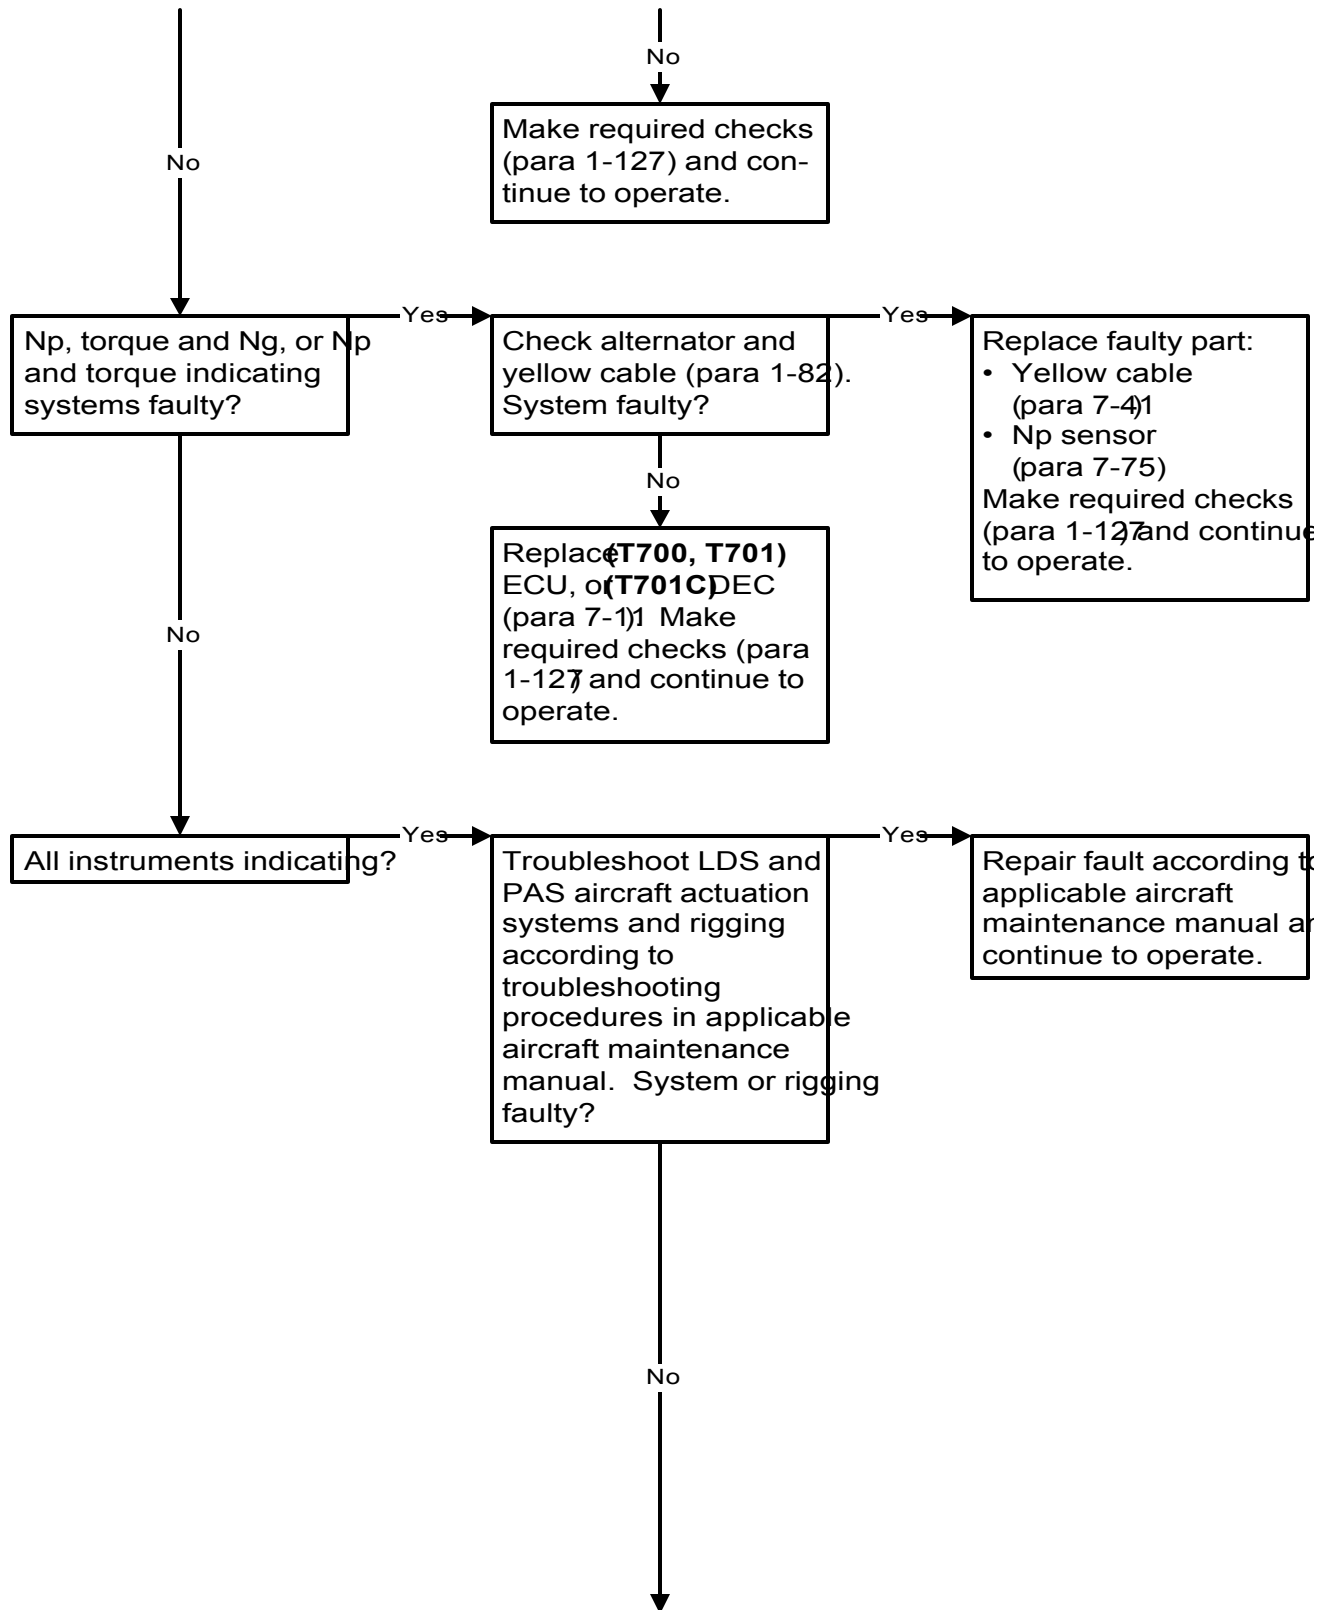 No
Make required checks
(para 1-127) and con-
tinue to operate.
No
Np, torque and Ng, or Np
and torque indicating
systems faulty?
Yes
Check alternator and
yellow cable (para 1-82).
System faulty?
Yes
Replace faulty part:
• Yellow cable
(para 7-41)
• Np sensor
(para 7-75)
Make required checks
(para 1-127) and continue
to operate.
No
Replace (T700, T701)
ECU, or (T701C) DEC
(para 7-11). Make
required checks (para
1-127) and continue to
operate.
No
All instruments indicating?
Yes
Troubleshoot LDS and
PAS aircraft actuation
systems and rigging
according to
troubleshooting
procedures in applicable
aircraft maintenance
manual. System or rigging
faulty?
Yes
Repair fault according to
applicable aircraft
maintenance manual a
continue to operate.
No